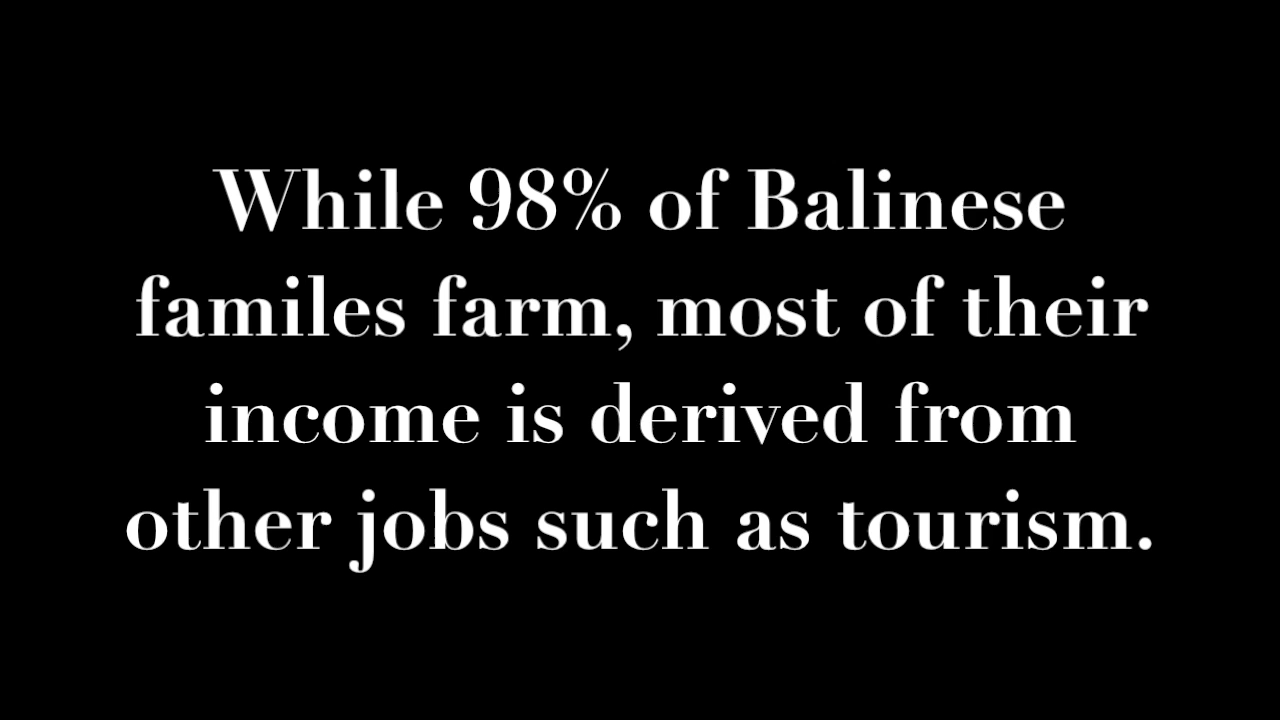 While 98% of Balinese
familes farm, most of their
income is derived from
other jobs such as tourism.